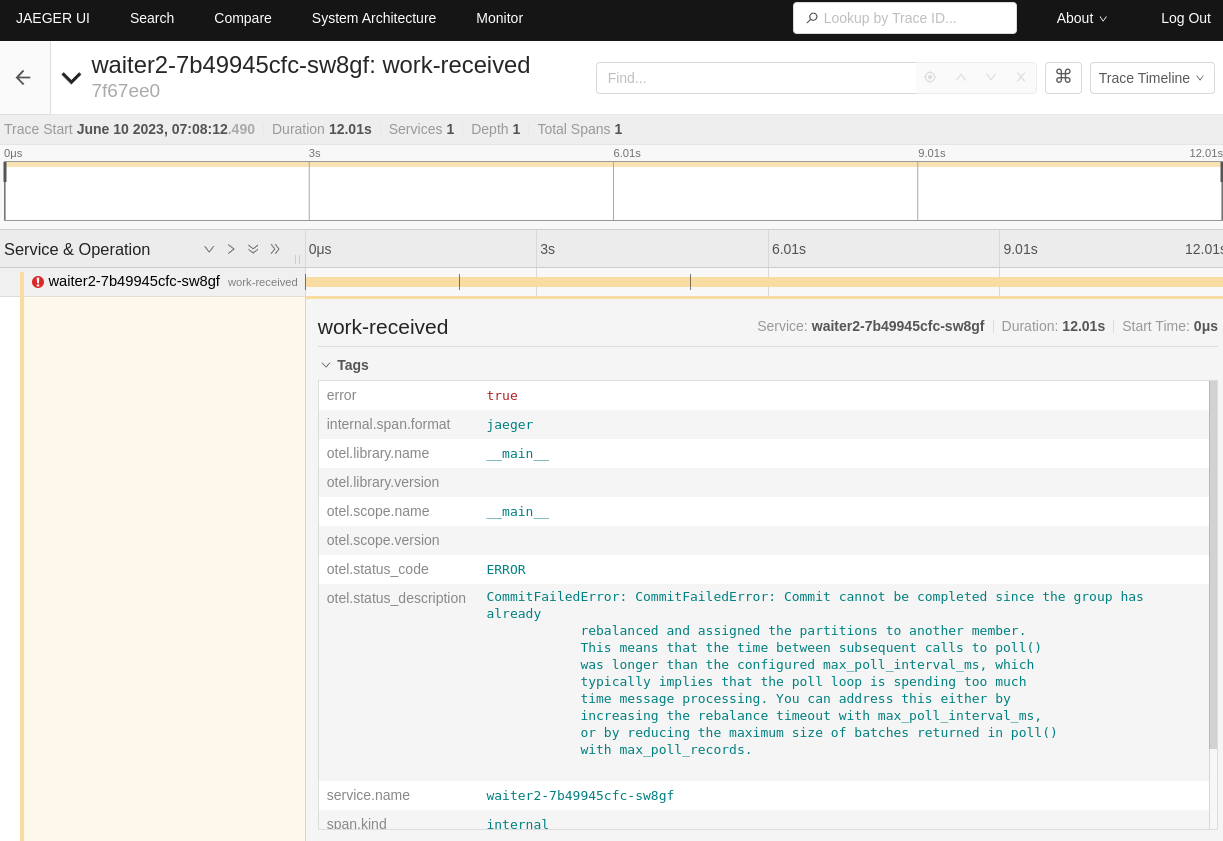 JAEGER UI Search Compare System Architecture Monitor Lookup by Trace ID... About Log Out
waiter2-7b49945cfc-sw8gf: work-received
7f67ee0
Find... ⌘ Trace Timeline
Trace Start June 10 2023, 07:08:12.490 Duration 12.01s Services 1 Depth 1 Total Spans 1
0μs 3s 6.01s 9.01s 12.01s
Service & Operation 0μs 3s 6.01s 9.01s 12.01s
waiter2-7b49945cfc-sw8gf work-received
work-received Service: waiter2-7b49945cfc-sw8gf Duration: 12.01s Start Time: 0μs
Tags
error true
internal.span.format jaeger
otel.library.name __main__
otel.library.version
otel.scope.name __main__
otel.scope.version
otel.status_code ERROR
otel.status_description CommitFailedError: CommitFailedError: Commit cannot be completed since the group has
already
rebalanced and assigned the partitions to another member.
This means that the time between subsequent calls to poll()
was longer than the configured max_poll_interval_ms, which
typically implies that the poll loop is spending too much
time message processing. You can address this either by
increasing the rebalance timeout with max_poll_interval_ms,
or by reducing the maximum size of batches returned in poll()
with max_poll_records.
service.name waiter2-7b49945cfc-sw8gf
span.kind internal